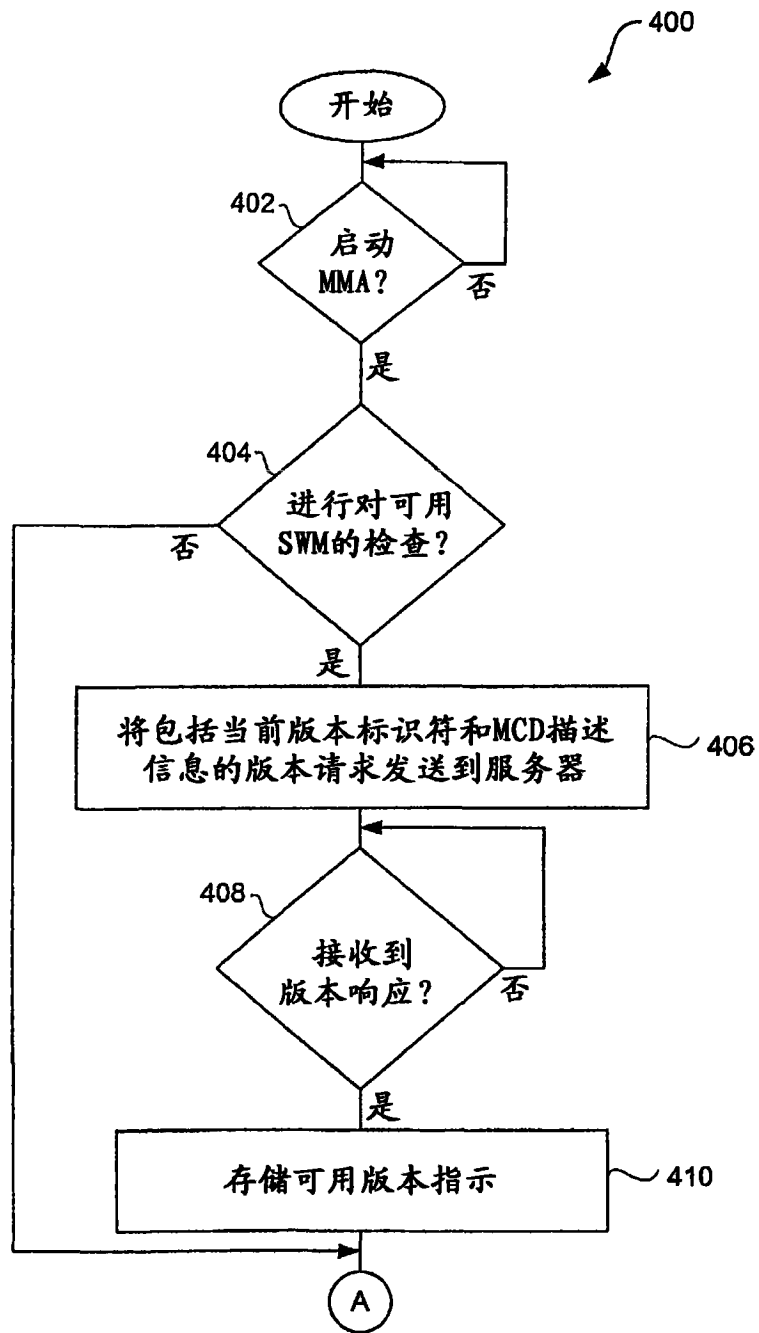 400
开始
402
启动
MMA？
否
是
404
进行对可用
SWM的检查？
否
是
将包括当前版本标识符和MCD描述
信息的版本请求发送到服务器
406
408
接收到
版本响应？
否
是
存储可用版本指示
410
A